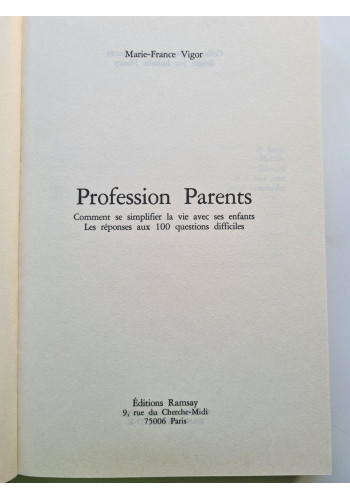 Marie-France Vigor
Profession Parents
Comment se simplifier la vie avec ses enfants
Les réponses aux 100 questions difficiles
Éditions Ramsay
9, rue du Cherche-Midi
75006 Paris